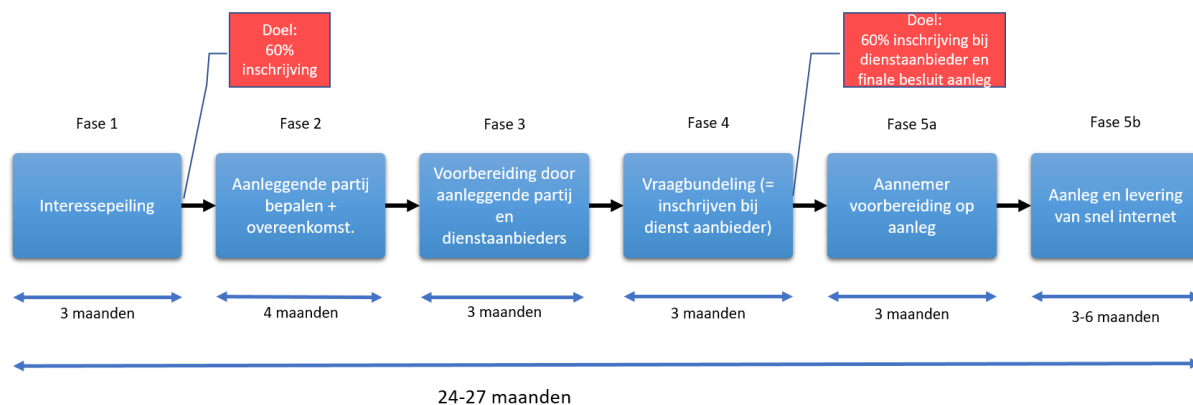 Doel:
60%
inschrijving
Doel:
60% inschrijving bij
dienstaanbieder en
finale besluit aanleg
Fase 1
Fase 2
Fase 3
Fase 4
Fase 5a
Fase 5b
Interessepeiling
Aanleggende partij
bepalen +
overeenkomst.
Voorbereiding door
aanleggende partij
en
dienstaanbieders
Vraagbundeling (=
inschrijven bij
dienst aanbieder)
Aannemer
voorbereiding op
aanleg
Aanleg en levering
van snel internet
3 maanden
4 maanden
3 maanden
3 maanden
3 maanden
3-6 maanden
24-27 maanden